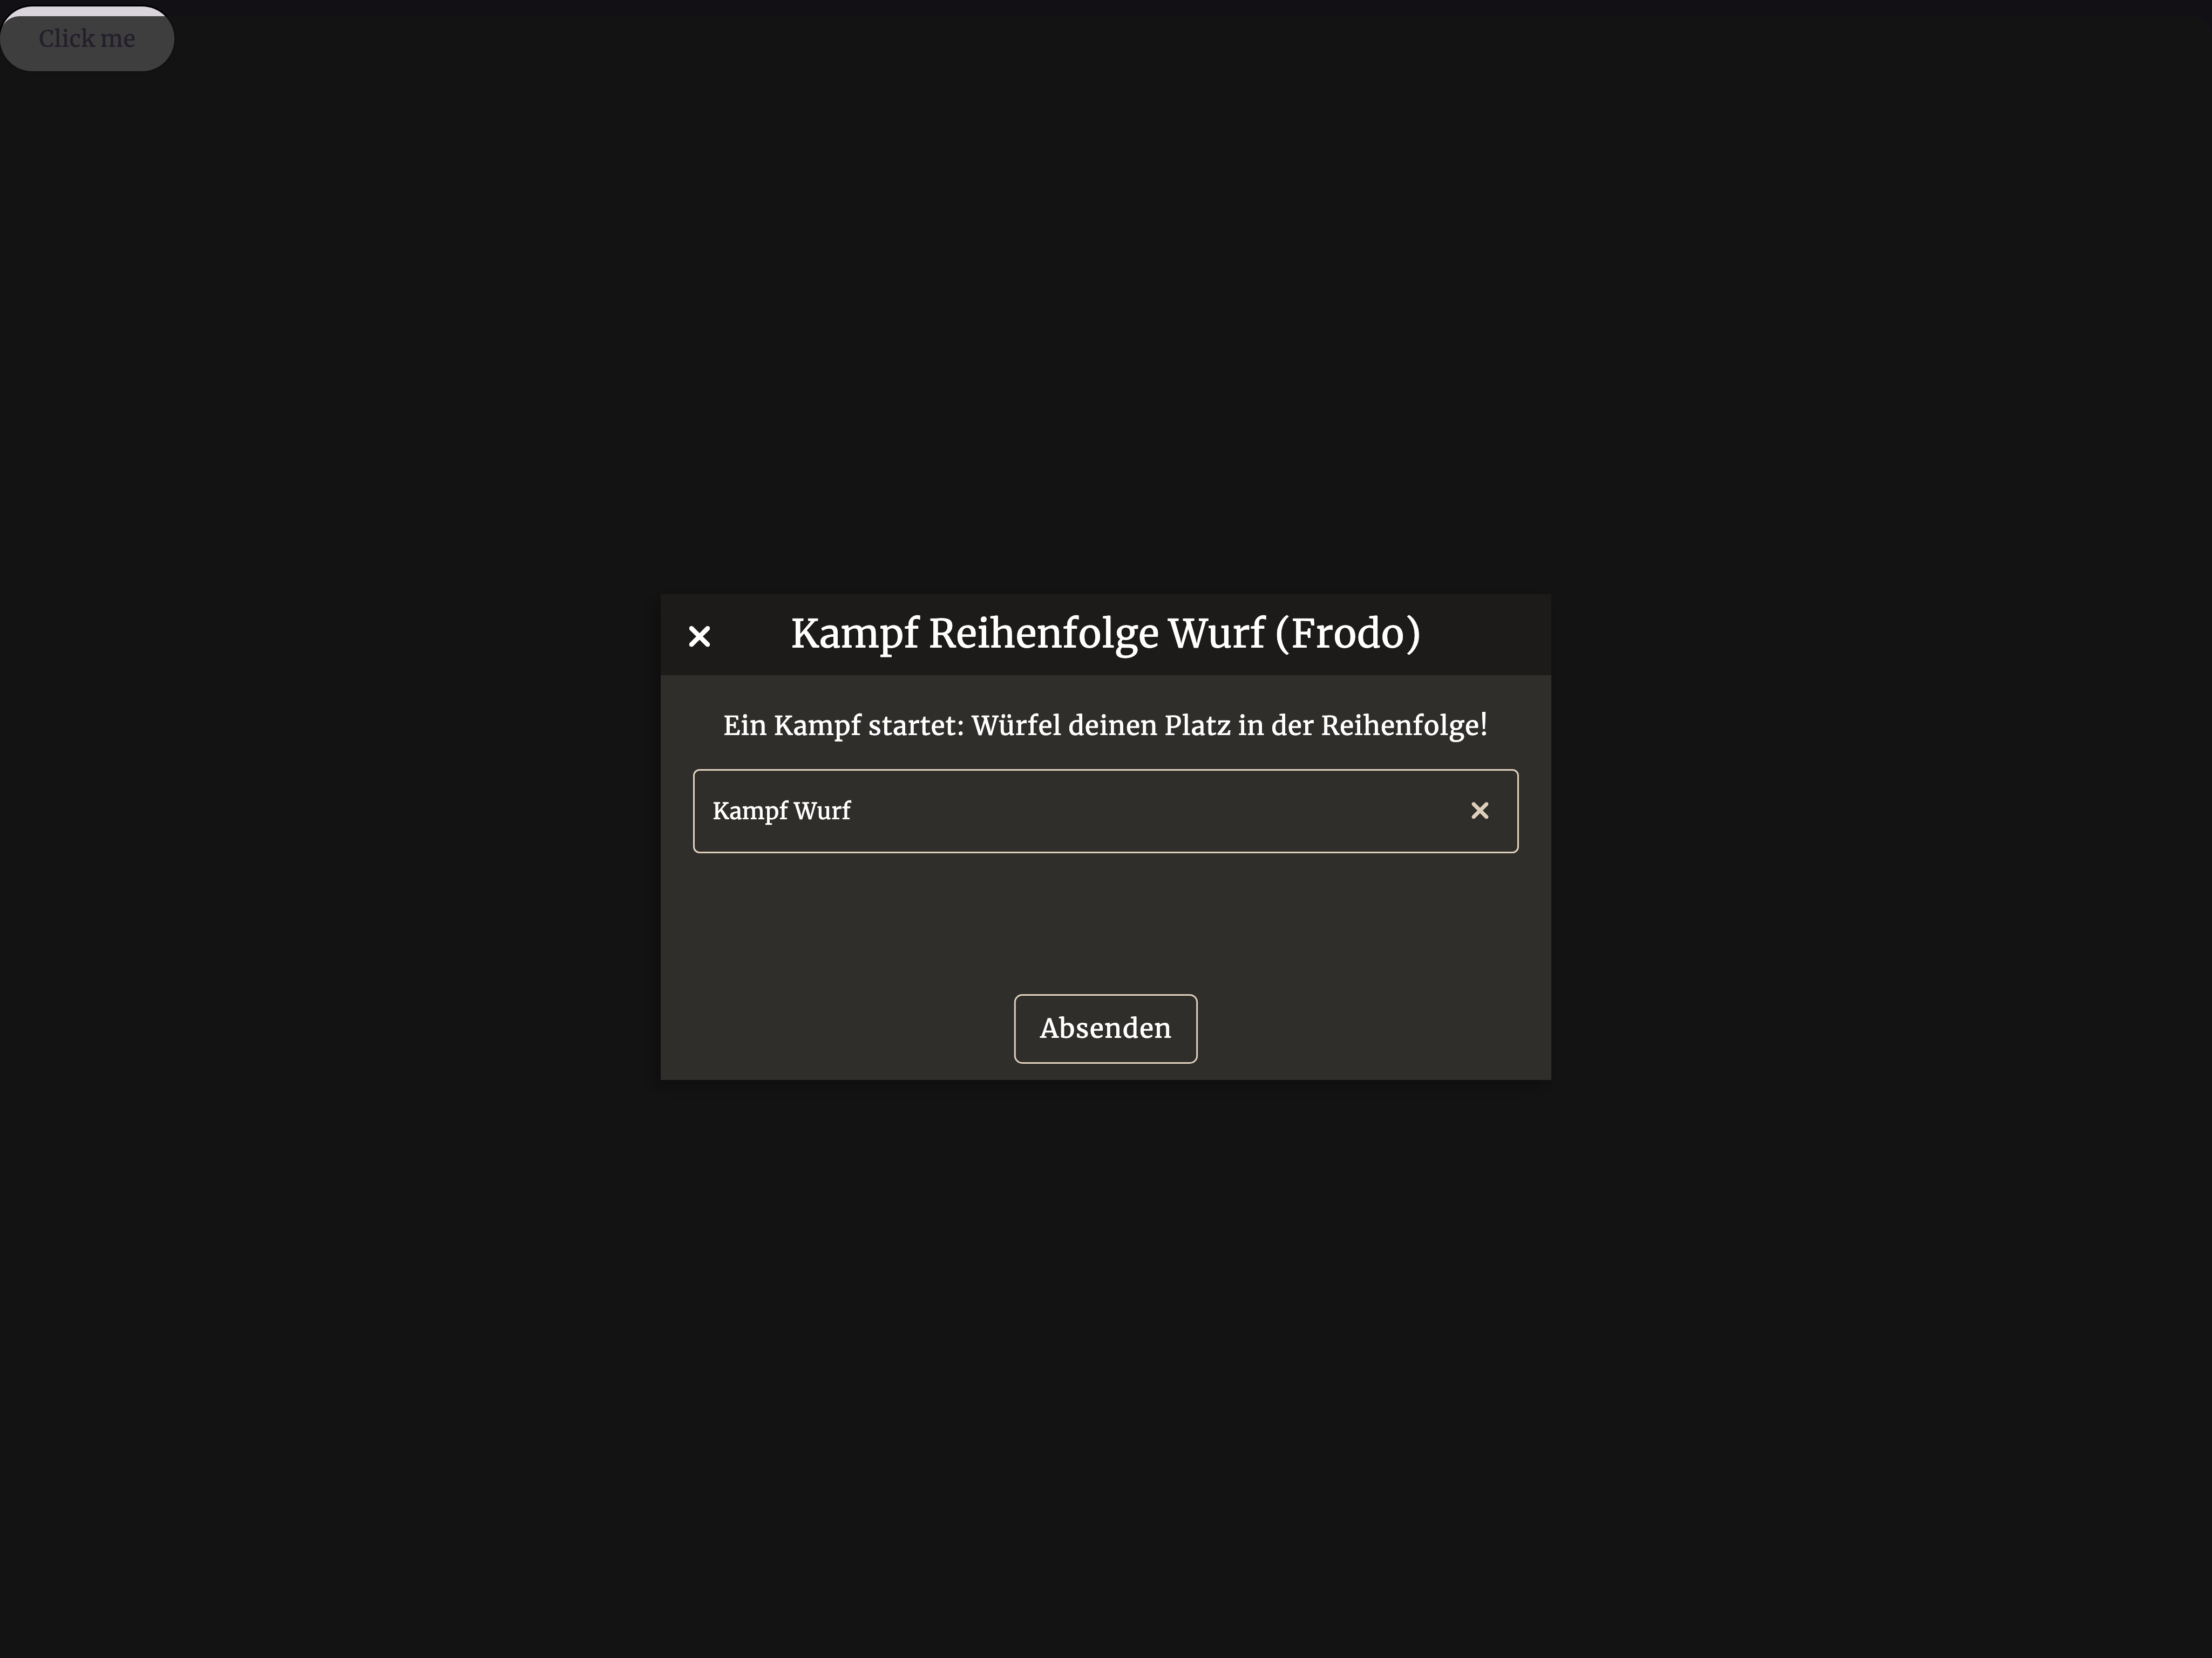 Click me
Kampf Reihenfolge Wurf (Frodo)
Ein Kampf startet: Würfel deinen Platz in der Reihenfolge!
Kampf Wurf
Absenden